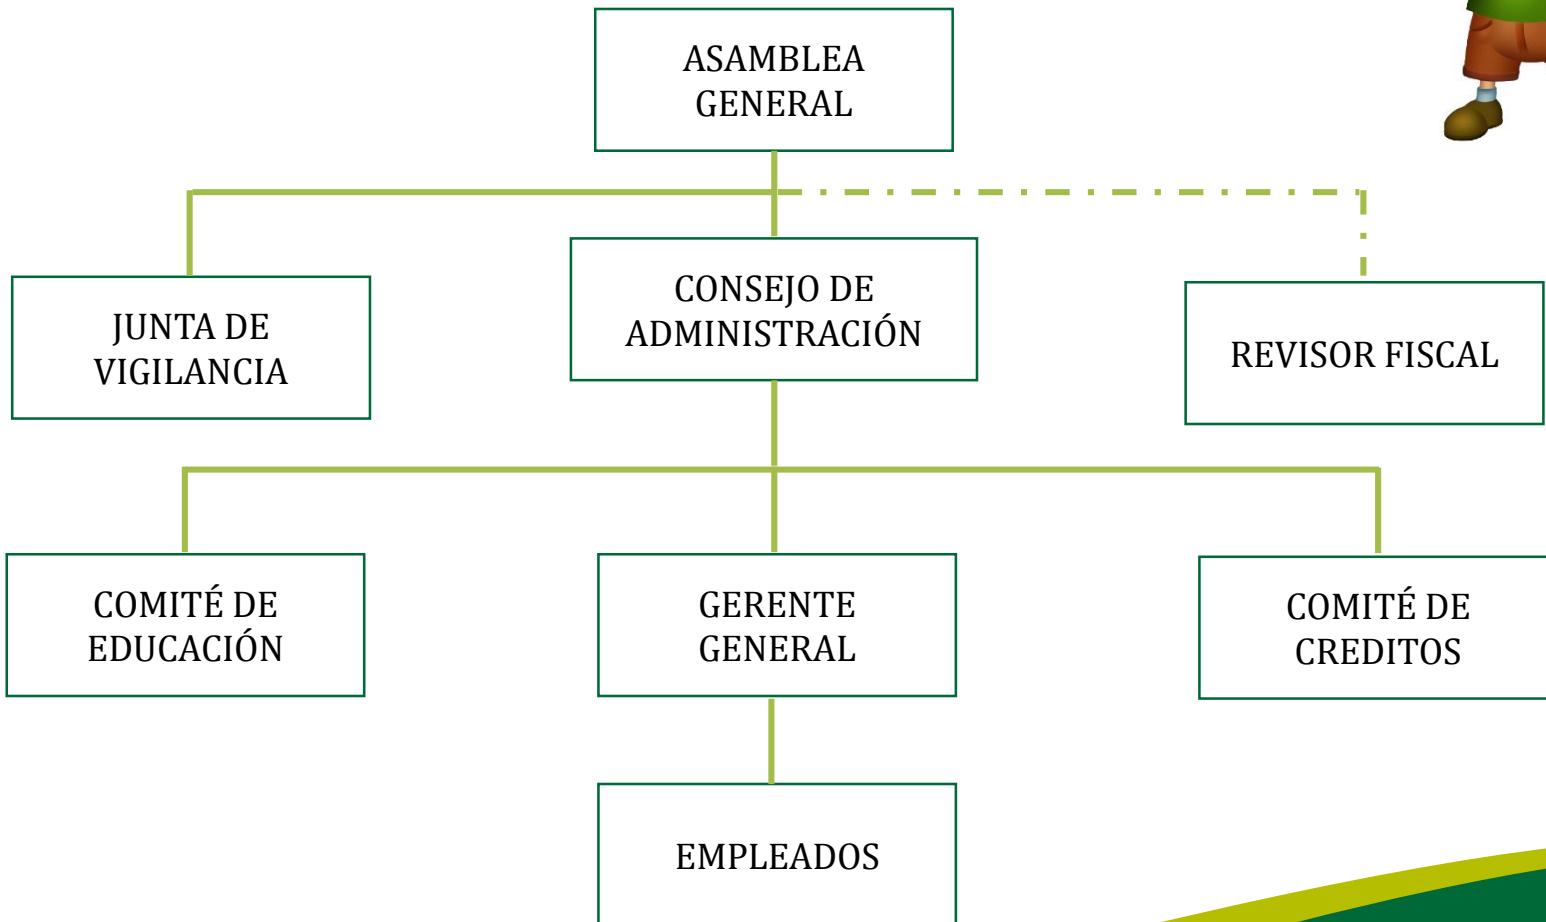 ASAMBLEA
GENERAL
JUNTA DE
VIGILANCIA
CONSEJO DE
ADMINISTRACIÓN
REVISOR FISCAL
COMITÉ DE
EDUCACIÓN
GERENTE
GENERAL
COMITÉ DE
CREDITOS
EMPLEADOS